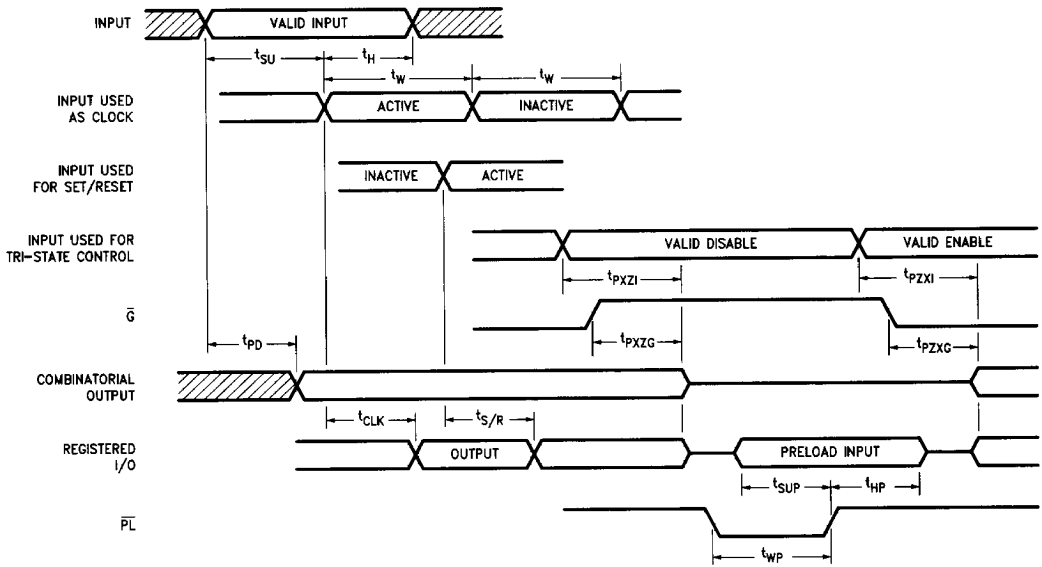 INPUT
VALID INPUT
tSU
tH
tW
tW
INPUT USED
AS CLOCK
ACTIVE
INACTIVE
INPUT USED
FOR SET/RESET
INACTIVE
ACTIVE
INPUT USED FOR
TRI-STATE CONTROL
VALID DISABLE
VALID ENABLE
tPXZI
tPZXI
G̅
tPXZG
tPZXG
tPD
COMBINATORIAL
OUTPUT
tCLK
tS/R
REGISTERED
I/O
OUTPUT
PRELOAD INPUT
tSUP
tHP
P̅L̅
tWP